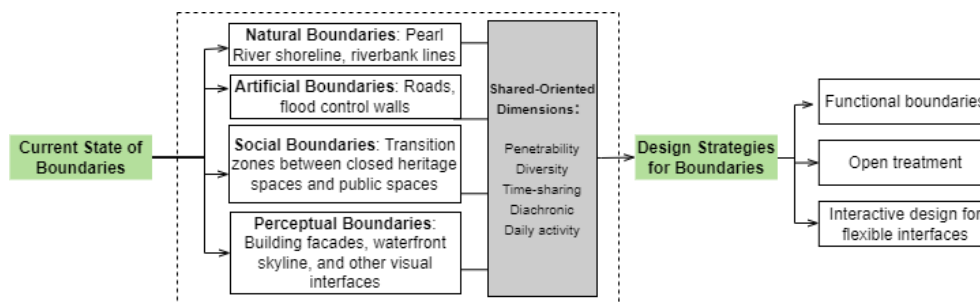 Current State of
Boundaries
Natural Boundaries: Pearl
River shoreline, riverbank lines
Artificial Boundaries: Roads,
flood control walls
Social Boundaries: Transition
zones between closed heritage
spaces and public spaces
Perceptual Boundaries:
Building facades, waterfront
skyline, and other visual
interfaces
Shared-Oriented
Dimensions:
Penetrability
Diversity
Time-sharing
Diachronic
Daily activity
Design Strategies
for Boundaries
Functional boundaries
Open treatment
Interactive design for
flexible interfaces